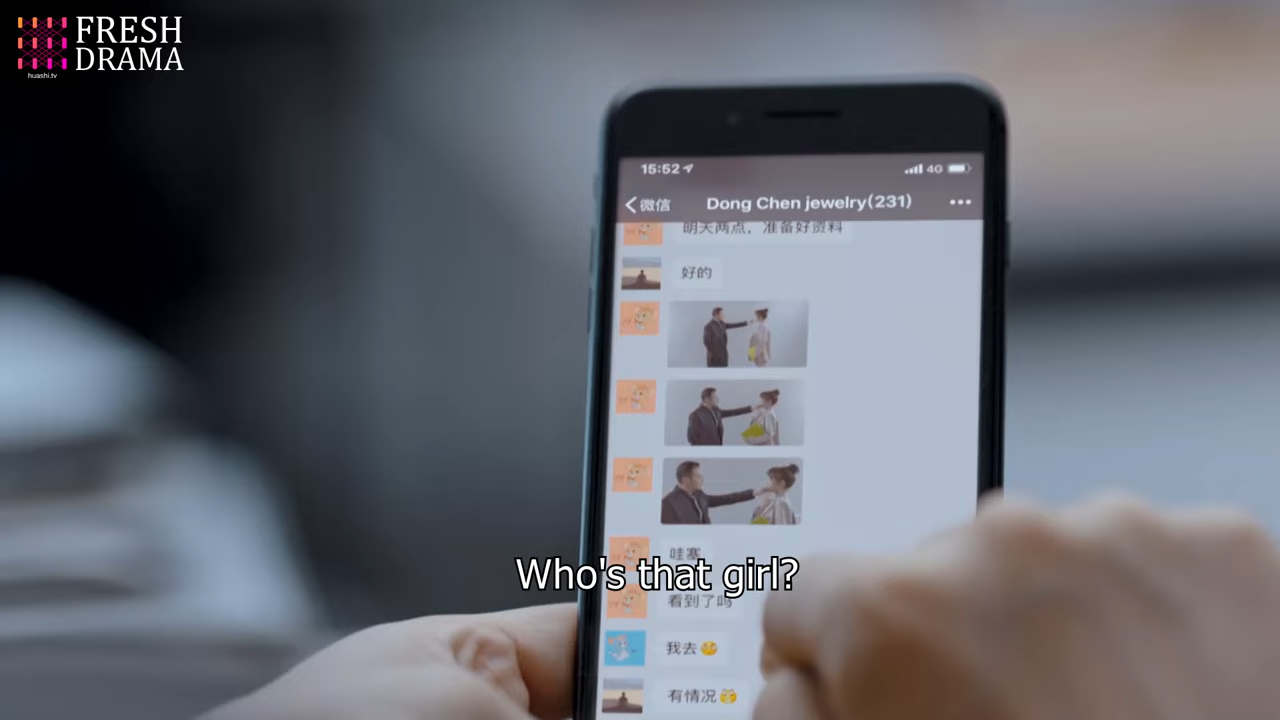 FRESH
DRAMA
huashi.tv
15:52
4G
微信
Dong Chen jewelry(231)
明天两点，准备好资料
好的
哇塞
Who's that girl?
看到了吗
我去
有情况